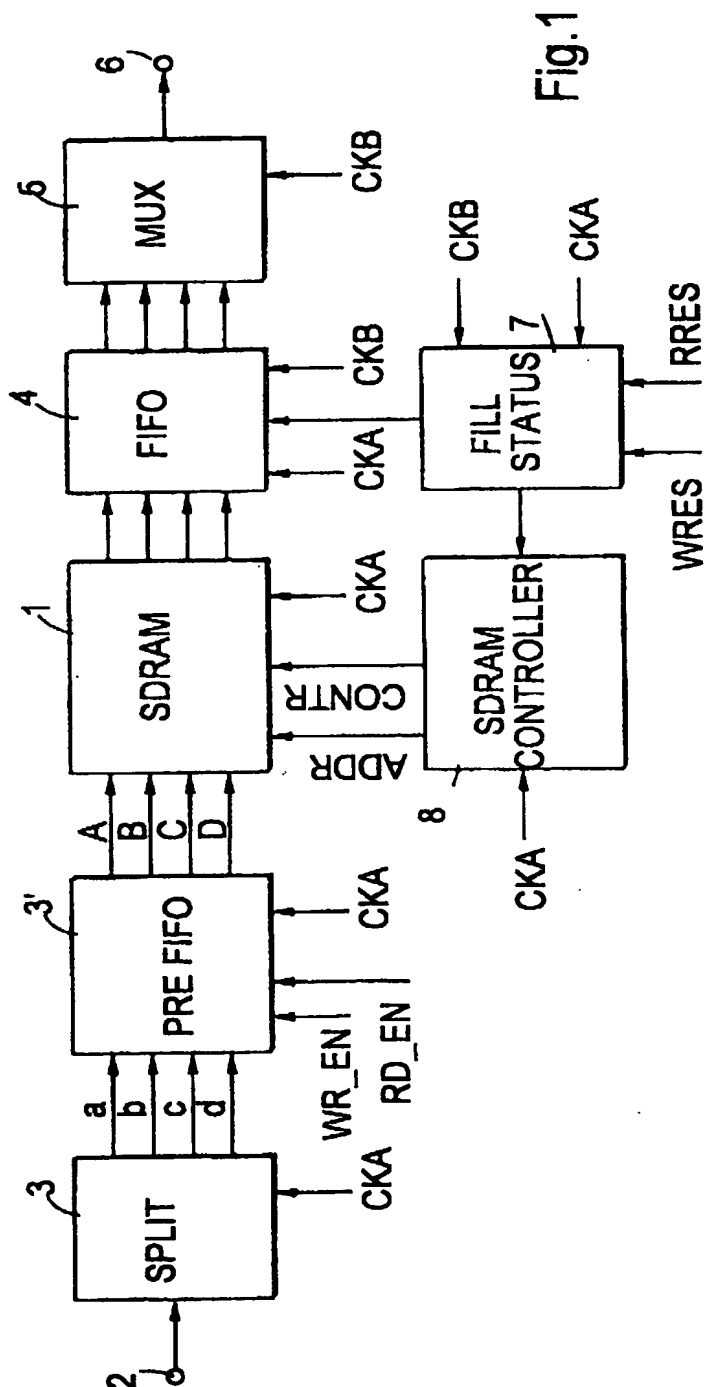 2
3
SPLIT
CKA
a
b
c
d
3'
PRE FIFO
WR_EN
RD_EN
CKA
A
B
C
D
1
SDRAM
CKA
ADDR
CONTR
4
FIFO
CKA
CKB
5
MUX
CKB
6
8
SDRAM
CONTROLLER
CKA
7
FILL
STATUS
CKB
CKA
WRES
RRES
Fig.1